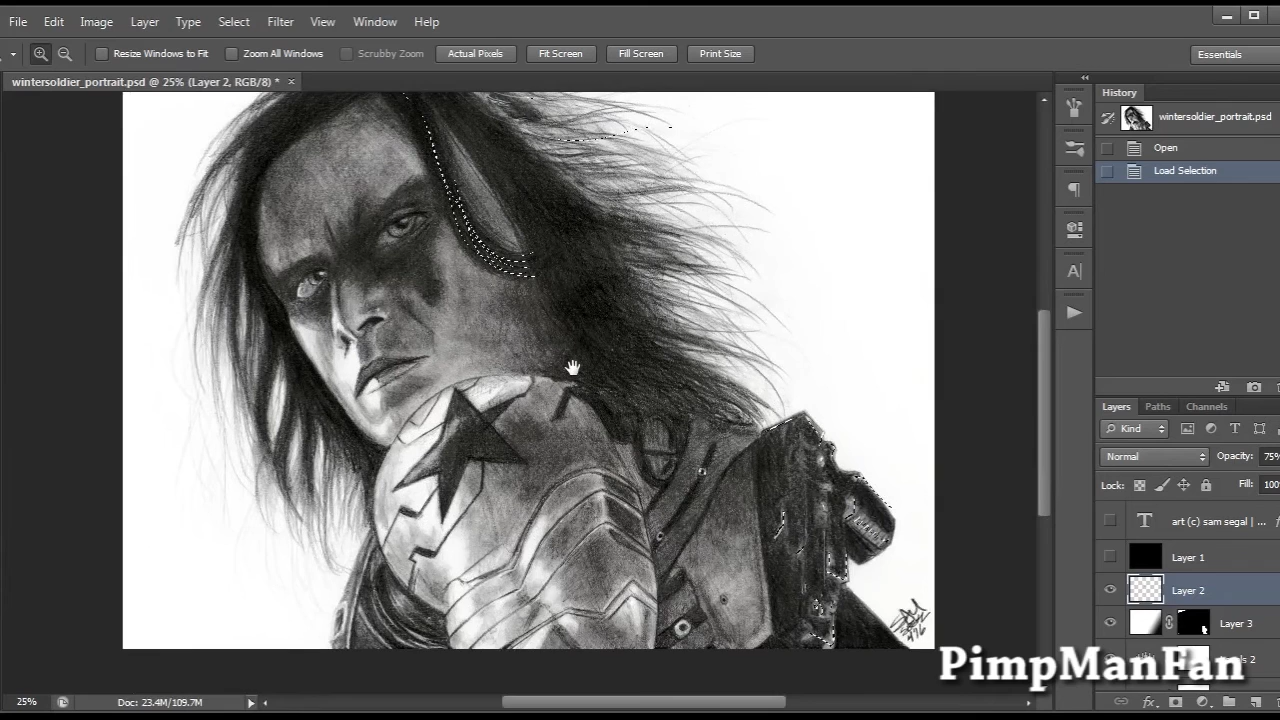 File Edit Image Layer Type Select Filter View Window Help
Resize Windows to Fit Zoom All Windows Scrubby Zoom Actual Pixels Fit Screen Fill Screen Print Size Essentials
wintersoldier_portrait.psd @ 25% (Layer 2, RGB/8) * ×
History
wintersoldier_portrait.psd
Open
Load Selection
Layers Paths Channels
Kind
Normal Opacity: 75%
Lock: Fill: 100
art (c) sam segal | ...
Layer 1
Layer 2
Layer 3
PimpManFan
25% Doc: 23.4M/109.7M